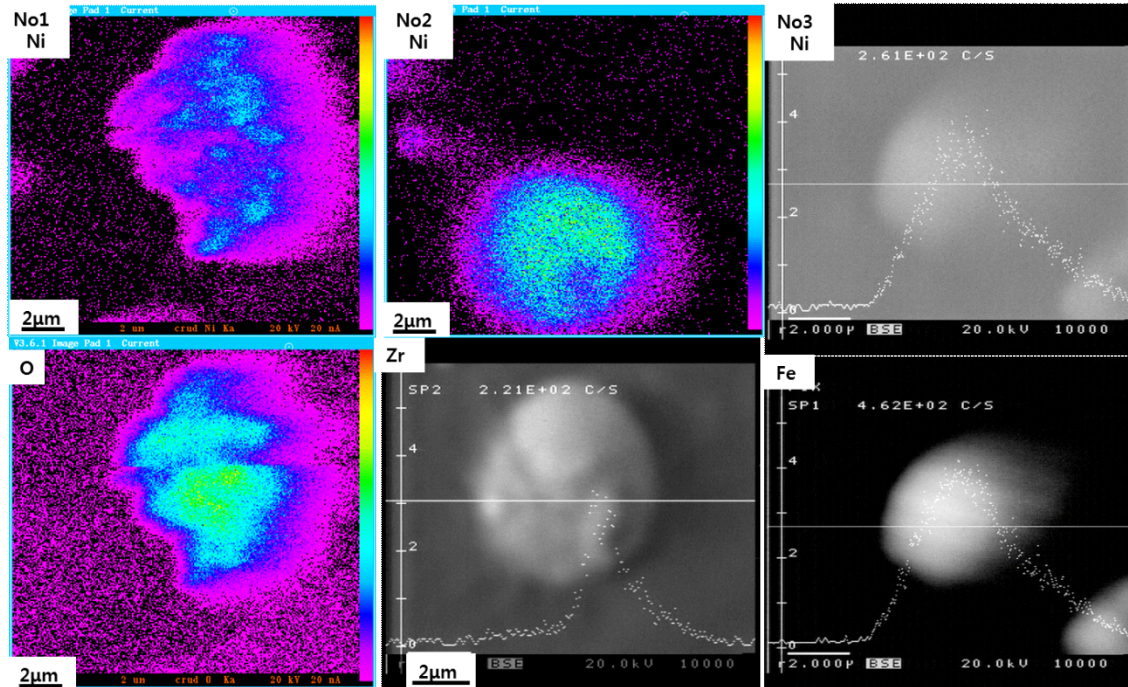 No1
Ni
Image Pad 1 Current
2µm
2 um crud Ni Ka 20 kV 20 nA
No2
Ni
Pad 1 Current
2µm
No3
Ni
2.61E+02 C/S
4
2
0
2.000µ BSE 20.0kV 10000
O
V3.6.1 Image Pad 1 Current
2µm
2 um crud O Ka 20 kV 20 nA
Zr
SP2 2.21E+02 C/S
4
2
0
2µm
BSE 20.0kV 10000
Fe
SP1 4.62E+02 C/S
4
2
0
2.000µ BSE 20.0kV 10000